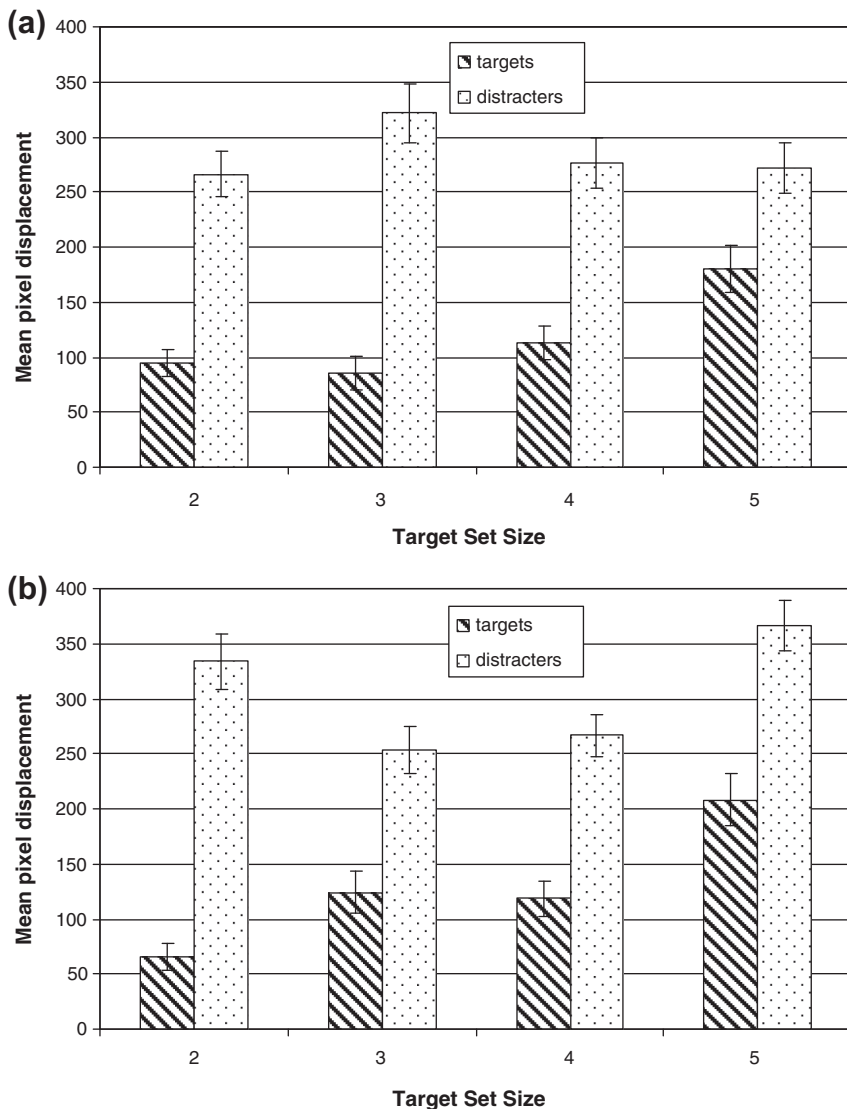 (a)
Mean pixel displacement
400
350
300
250
200
150
100
50
0
targets
distracters
2 3 4 5
Target Set Size
(b)
Mean pixel displacement
400
350
300
250
200
150
100
50
0
targets
distracters
2 3 4 5
Target Set Size